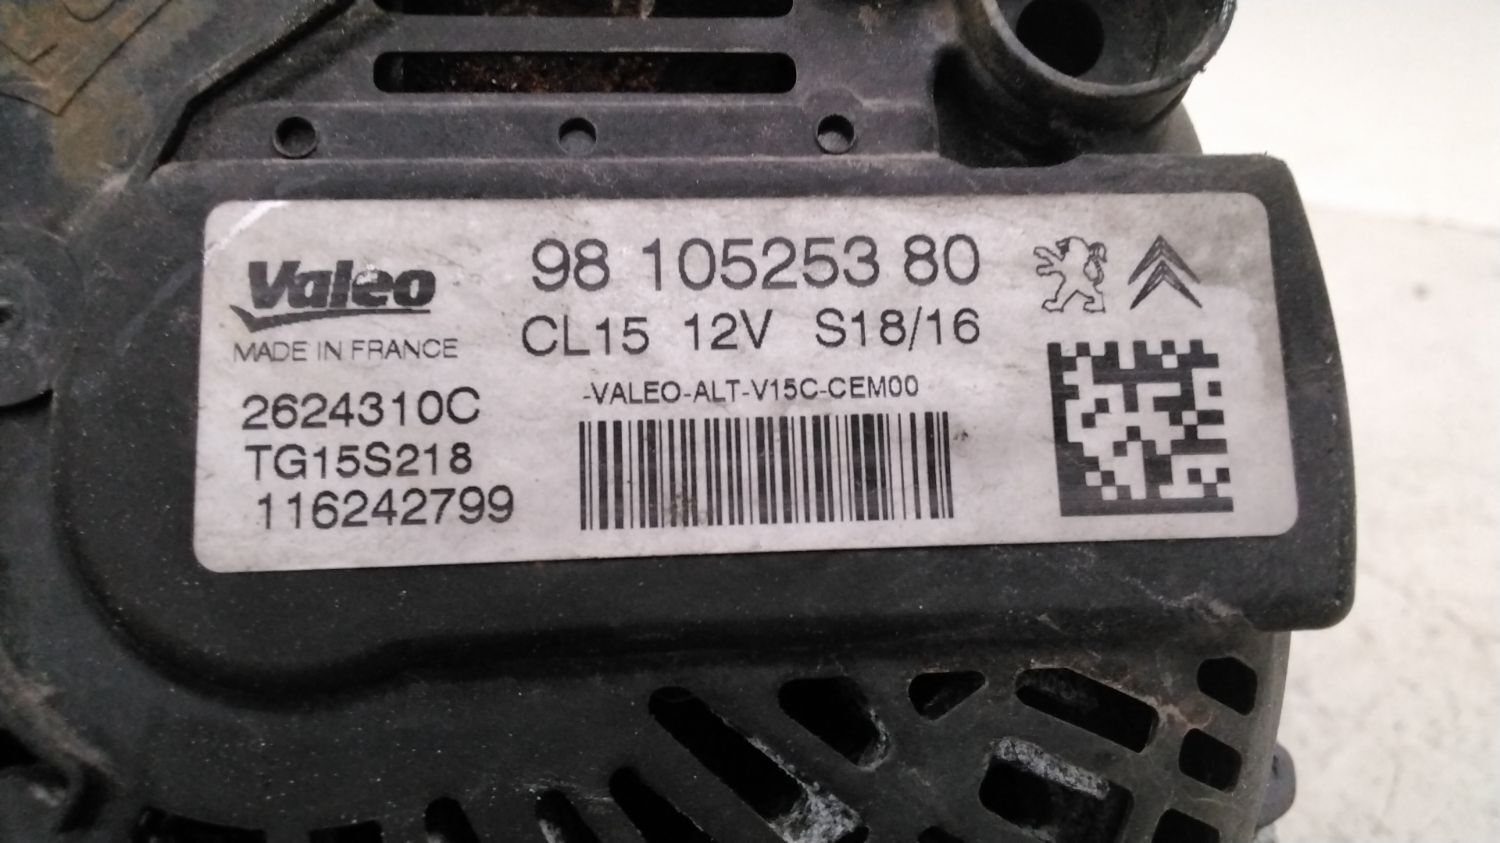 Valeo
MADE IN FRANCE
2624310C
TG15S218
116242799
98 105253 80
CL15 12V S18/16
-VALEO-ALT-V15C-CEM00